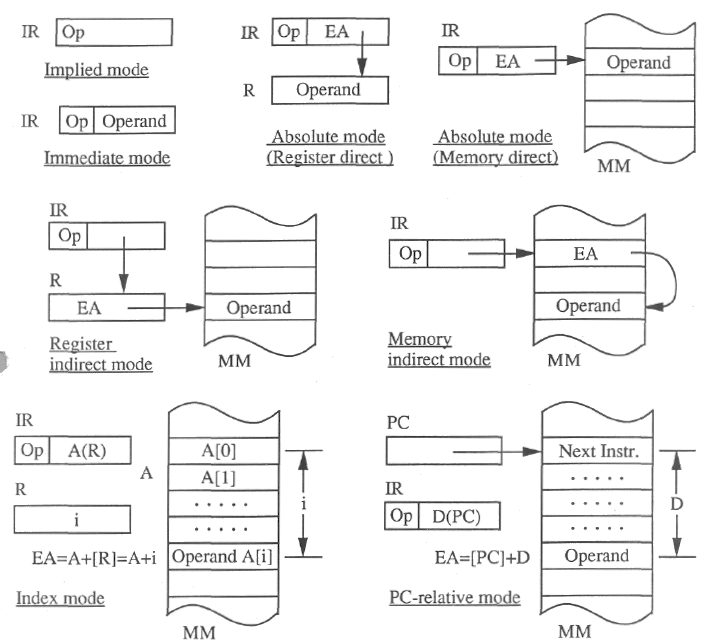 IR Op
Implied mode
IR Op Operand
Immediate mode
IR Op EA
R Operand
Absolute mode
(Register direct )
IR
Op EA Operand
Absolute mode
(Memory direct)
MM
IR
Op
R
EA Operand
Register
indirect mode
MM
IR
Op EA
Operand
Memory
indirect mode
MM
IR
Op A(R)
R
i
A
A[0]
A[1]
. . . . .
. . . . .
Operand A[i]
i
EA=A+[R]=A+i
Index mode
MM
PC
Next Instr.
. . . . .
. . . . .
Operand
D
IR
Op D(PC)
EA=[PC]+D
PC-relative mode
MM